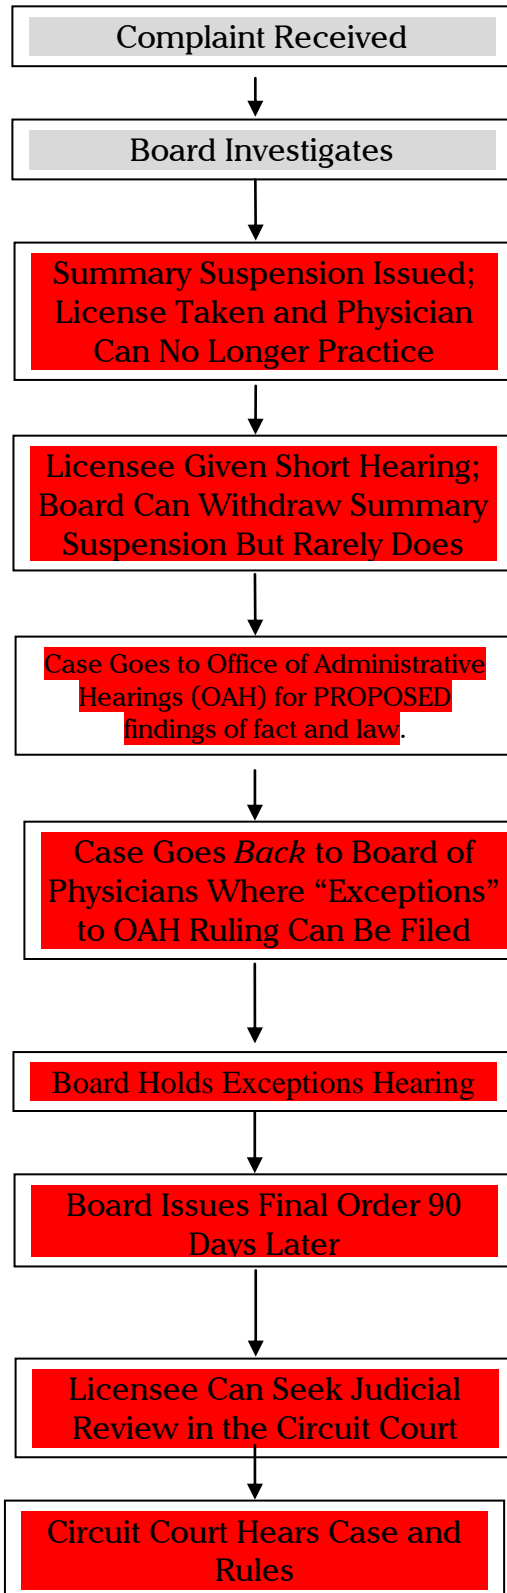 Complaint Received
Board Investigates
Summary Suspension Issued;
License Taken and Physician
Can No Longer Practice
Licensee Given Short Hearing;
Board Can Withdraw Summary
Suspension But Rarely Does
Case Goes to Office of Administrative
Hearings (OAH) for PROPOSED
findings of fact and law.
Case Goes Back to Board of
Physicians Where “Exceptions”
to OAH Ruling Can Be Filed
Board Holds Exceptions Hearing
Board Issues Final Order 90
Days Later
Licensee Can Seek Judicial
Review in the Circuit Court
Circuit Court Hears Case and
Rules